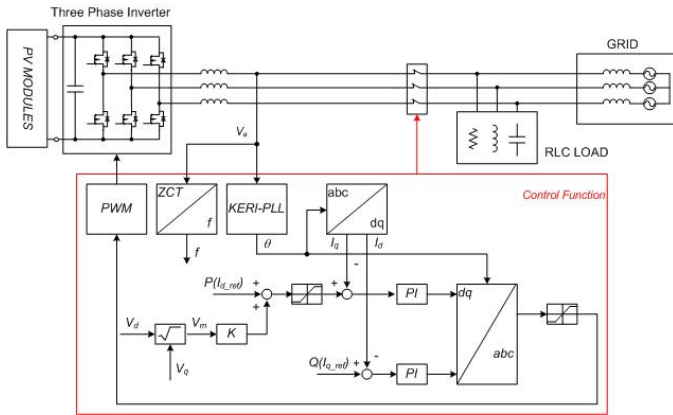 Three Phase Inverter
GRID
PV MODULES
RLC LOAD
Va
Control Function
PWM
ZCT
f
KERI-PLL
abc
dq
f
θ
Iq
Id
-
P(Id_ref)
+
+
+
PI
dq
abc
Vd
√
Vm
K
Vq
-
Q(Iq_ref)
+
PI